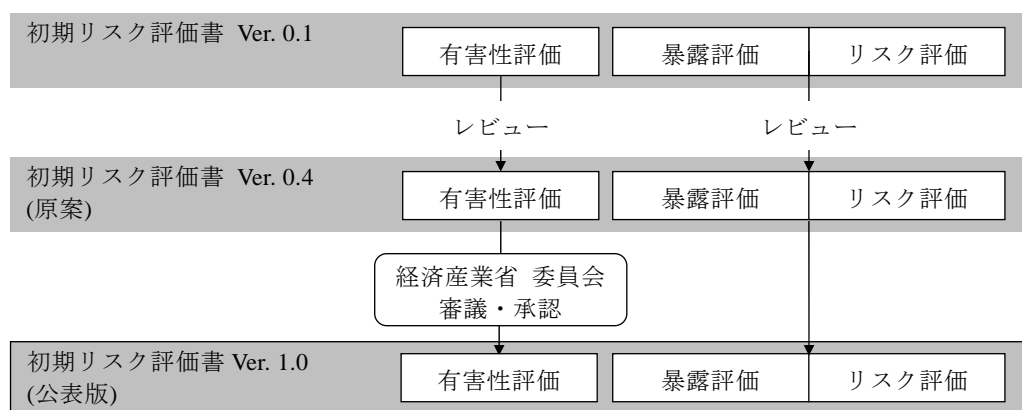 初期リスク評価書 Ver. 0.1
有害性評価 暴露評価 リスク評価
レビュー レビュー
初期リスク評価書 Ver. 0.4
(原案)
有害性評価 暴露評価 リスク評価
経済産業省 委員会
審議・承認
初期リスク評価書 Ver. 1.0
(公表版)
有害性評価 暴露評価 リスク評価